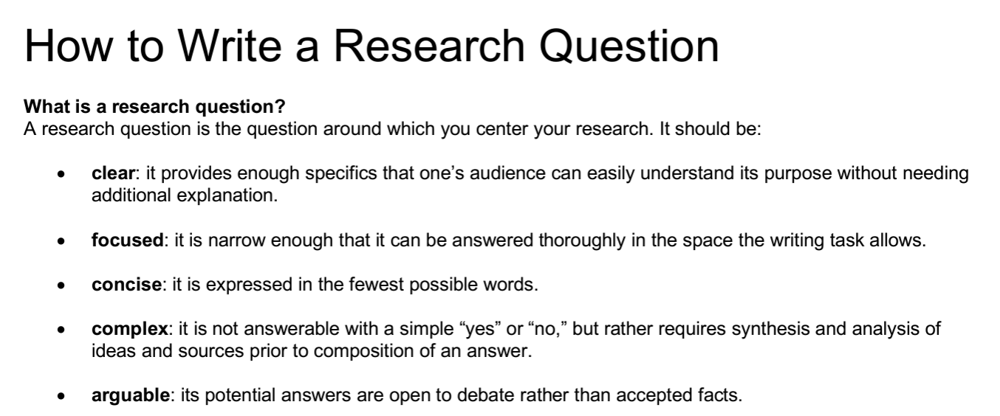 How to Write a Research Question
What is a research question?
A research question is the question around which you center your research. It should be:
• clear: it provides enough specifics that one’s audience can easily understand its purpose without needing
additional explanation.
• focused: it is narrow enough that it can be answered thoroughly in the space the writing task allows.
• concise: it is expressed in the fewest possible words.
• complex: it is not answerable with a simple “yes” or “no,” but rather requires synthesis and analysis of
ideas and sources prior to composition of an answer.
• arguable: its potential answers are open to debate rather than accepted facts.